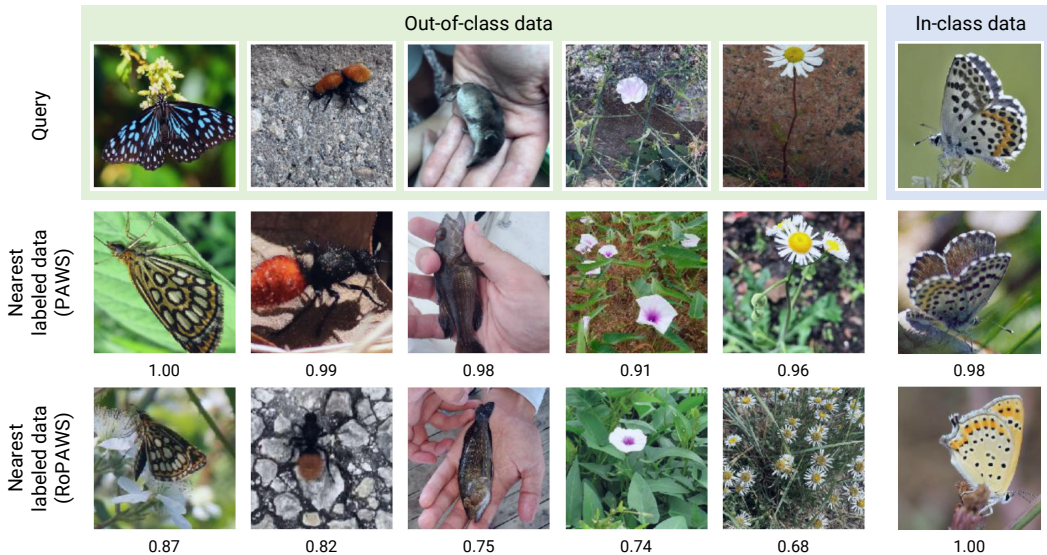 Out-of-class data
In-class data
Query
Nearest
labeled data
(PAWS)
1.00
0.99
0.98
0.91
0.96
0.98
Nearest
labeled data
(RoPAWS)
0.87
0.82
0.75
0.74
0.68
1.00